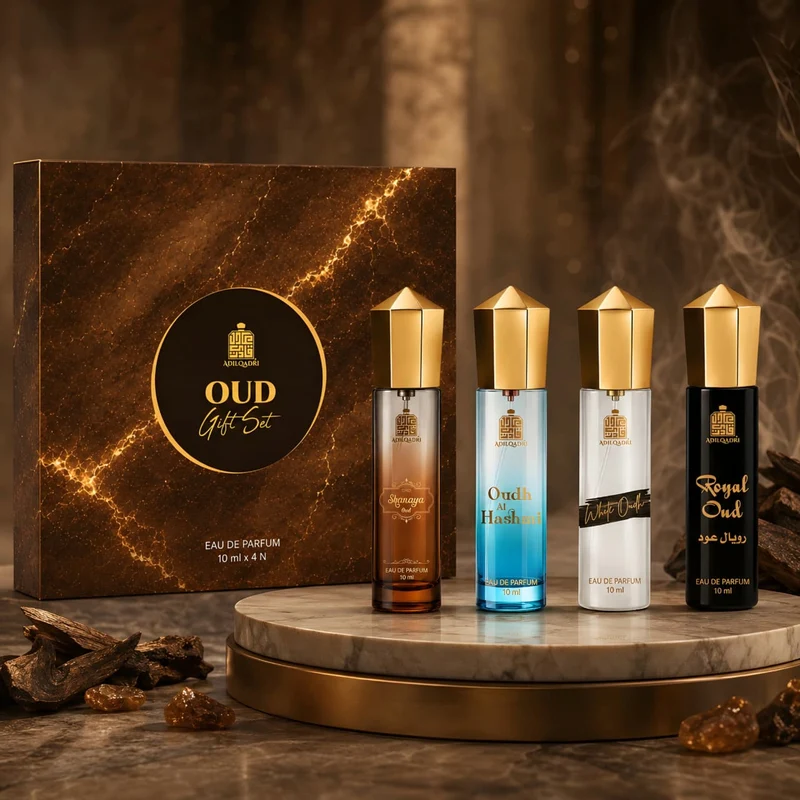 ADILQADRI
OUD
Gift Set
EAU DE PARFUM
10 ml x 4 N
ADILQADRI
Shanaya
Oud
EAU DE PARFUM
10 ml
ADILQADRI
Oudh
Al
Hashmi
EAU DE PARFUM
10 ml
ADILQADRI
White Oudh
EAU DE PARFUM
10 ml
ADILQADRI
Royal
Oud
رويال عود
EAU DE PARFUM
10 ml